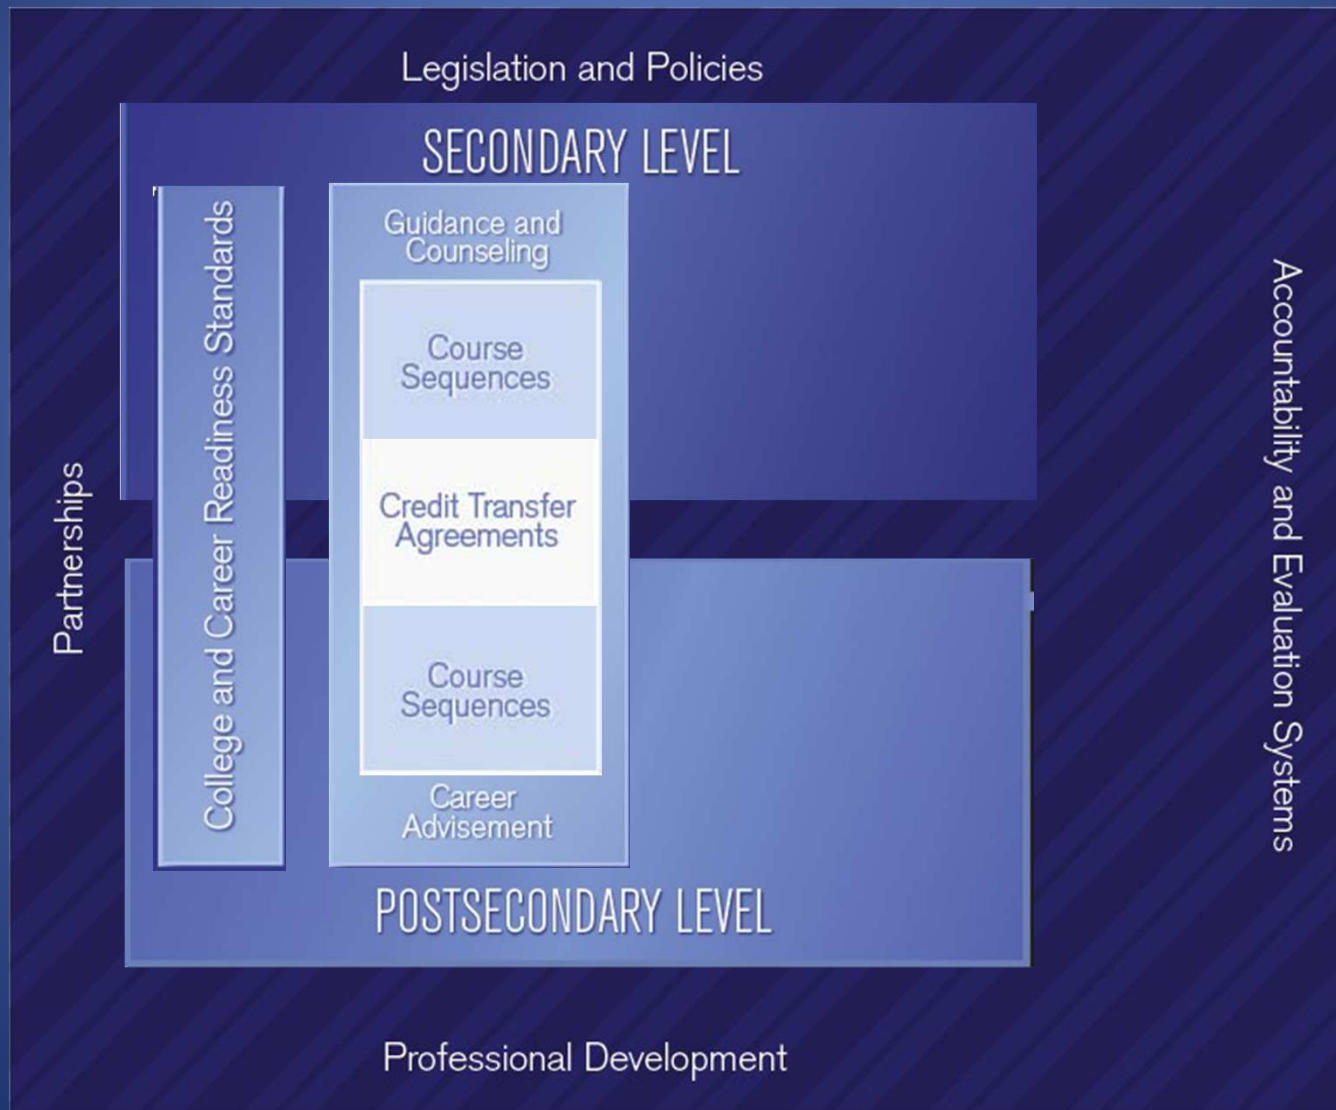 Legislation and Policies
SECONDARY LEVEL
Guidance and
Counseling
Course
Sequences
Credit Transfer
Agreements
Course
Sequences
Career
Advisement
POSTSECONDARY LEVEL
College and Career Readiness Standards
Partnerships
Accountability and Evaluation Systems
Professional Development